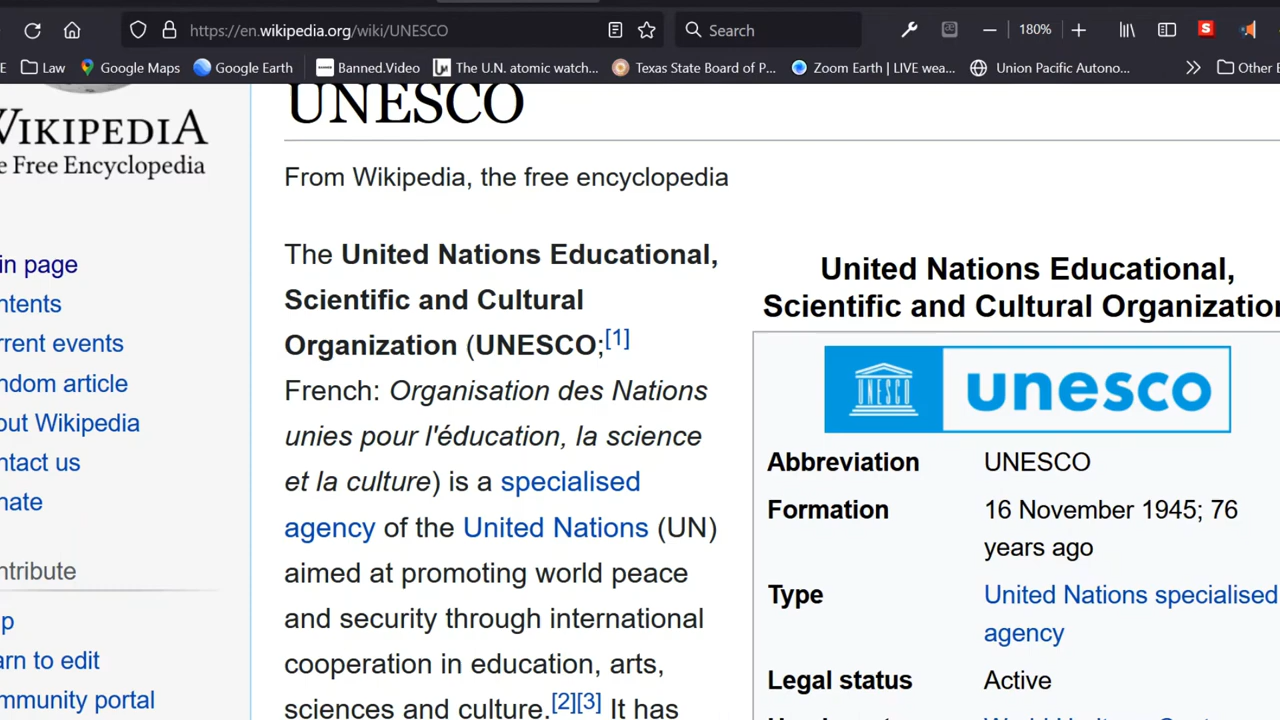 https://en.wikipedia.org/wiki/UNESCO
Search
180%
S
E
Law
Google Maps
Google Earth
Banned.Video
The U.N. atomic watch...
Texas State Board of P...
Zoom Earth | LIVE wea...
Union Pacific Autono...
Other
WIKIPEDIA
e Free Encyclopedia
in page
ntents
rrent events
ndom article
out Wikipedia
ntact us
nate
ntribute
p
arn to edit
mmunity portal
UNESCO
From Wikipedia, the free encyclopedia
The United Nations Educational,
Scientific and Cultural
Organization (UNESCO;[1]
French: Organisation des Nations
unies pour l'éducation, la science
et la culture) is a specialised
agency of the United Nations (UN)
aimed at promoting world peace
and security through international
cooperation in education, arts,
sciences and culture.[2][3] It has
United Nations Educational,
Scientific and Cultural Organization
UNESCO
unesco
Abbreviation UNESCO
Formation 16 November 1945; 76
years ago
Type United Nations specialised
agency
Legal status Active